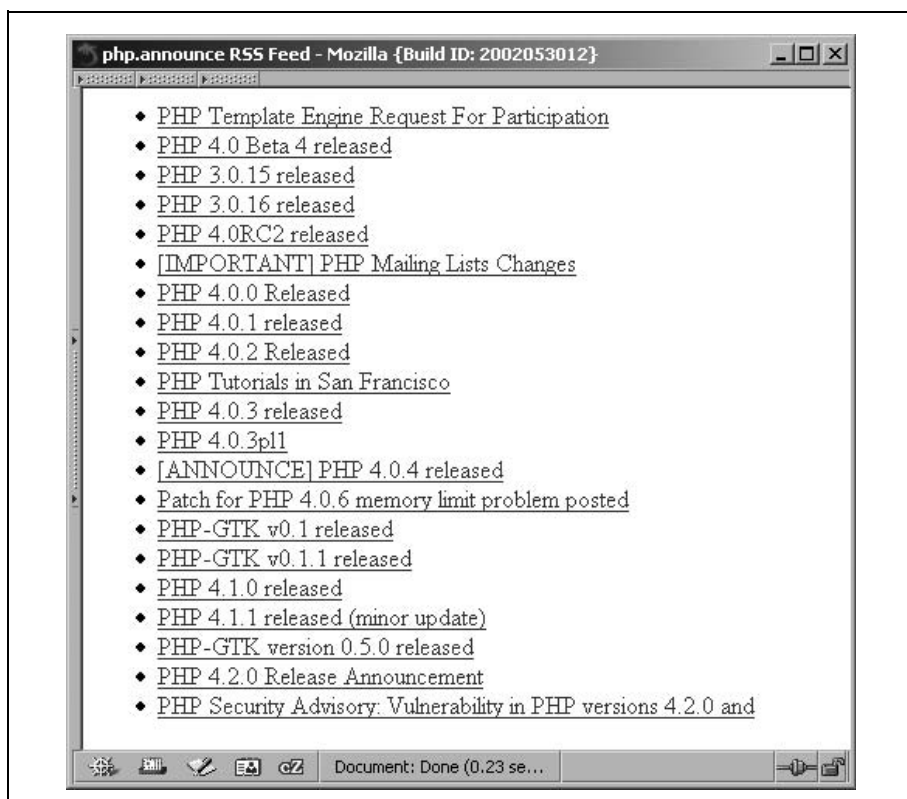 php.announce RSS Feed - Mozilla {Build ID: 2002053012}
PHP Template Engine Request For Participation
PHP 4.0 Beta 4 released
PHP 3.0.15 released
PHP 3.0.16 released
PHP 4.0RC2 released
[IMPORTANT] PHP Mailing Lists Changes
PHP 4.0.0 Released
PHP 4.0.1 released
PHP 4.0.2 Released
PHP Tutorials in San Francisco
PHP 4.0.3 released
PHP 4.0.3pl1
[ANNOUNCE] PHP 4.0.4 released
Patch for PHP 4.0.6 memory limit problem posted
PHP-GTK v0.1 released
PHP-GTK v0.1.1 released
PHP 4.1.0 released
PHP 4.1.1 released (minor update)
PHP-GTK version 0.5.0 released
PHP 4.2.0 Release Announcement
PHP Security Advisory: Vulnerability in PHP versions 4.2.0 and
Document: Done (0.23 se...